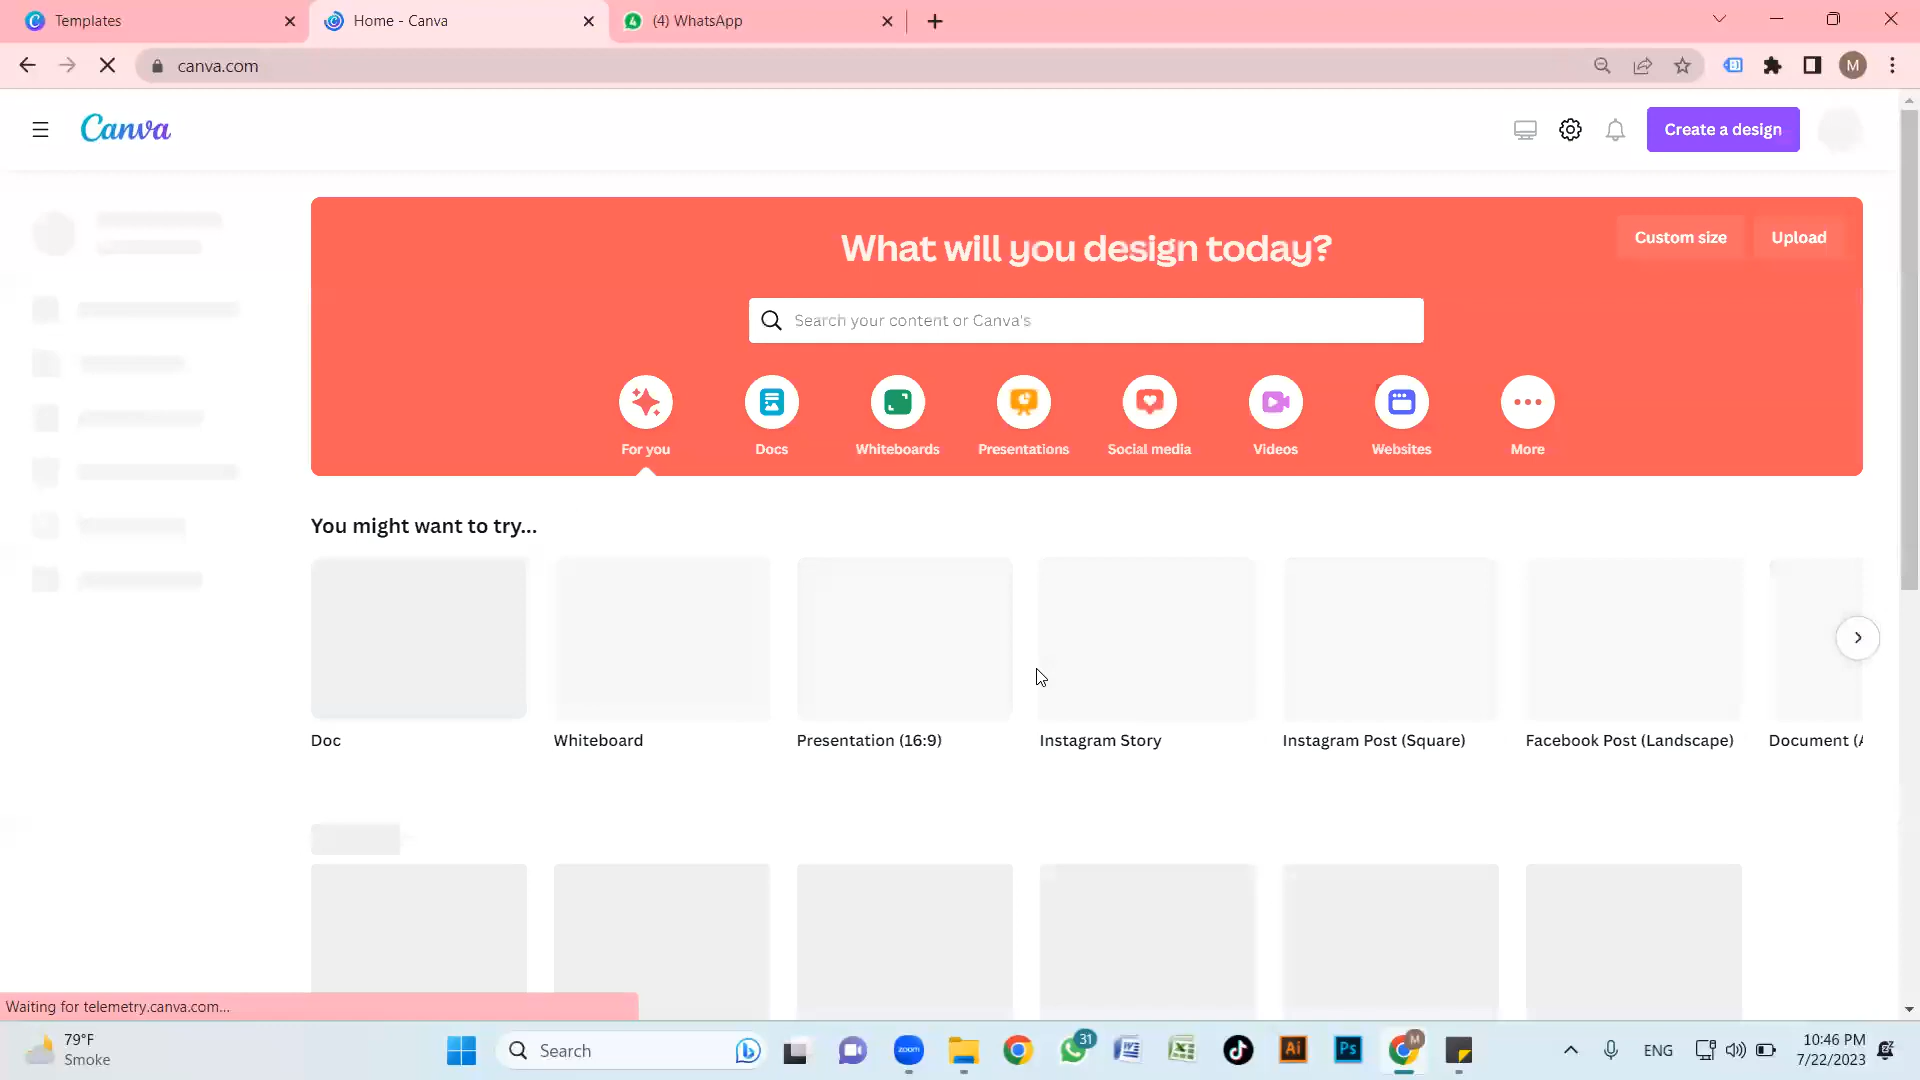 Templates
Home - Canva
(4) WhatsApp
canva.com
M
Canva
Create a design
What will you design today?
Custom size
Upload
Search your content or Canva's
For you
Docs
Whiteboards
Presentations
Social media
Videos
Websites
More
You might want to try...
Doc
Whiteboard
Presentation (16:9)
Instagram Story
Instagram Post (Square)
Facebook Post (Landscape)
Document (A
Waiting for telemetry.canva.com...
79°F
Smoke
Search
zoom
31
Ai
Ps
M
ENG
10:46 PM
7/22/2023